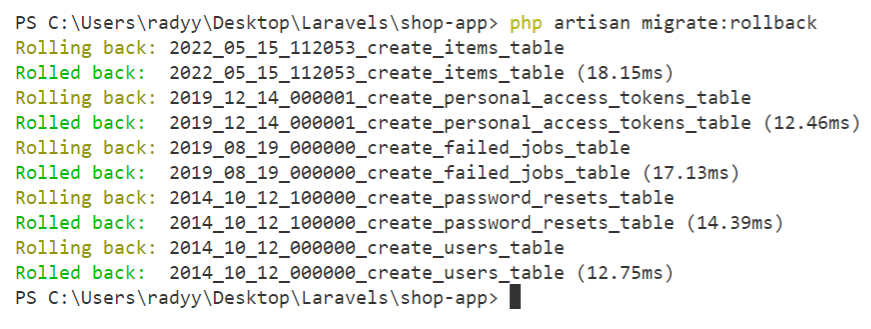 PS C:\Users\radyy\Desktop\Laravels\shop-app> php artisan migrate:rollback
Rolling back: 2022_05_15_112053_create_items_table
Rolled back:  2022_05_15_112053_create_items_table (18.15ms)
Rolling back: 2019_12_14_000001_create_personal_access_tokens_table
Rolled back:  2019_12_14_000001_create_personal_access_tokens_table (12.46ms)
Rolling back: 2019_08_19_000000_create_failed_jobs_table
Rolled back:  2019_08_19_000000_create_failed_jobs_table (17.13ms)
Rolling back: 2014_10_12_100000_create_password_resets_table
Rolled back:  2014_10_12_100000_create_password_resets_table (14.39ms)
Rolling back: 2014_10_12_000000_create_users_table
Rolled back:  2014_10_12_000000_create_users_table (12.75ms)
PS C:\Users\radyy\Desktop\Laravels\shop-app>